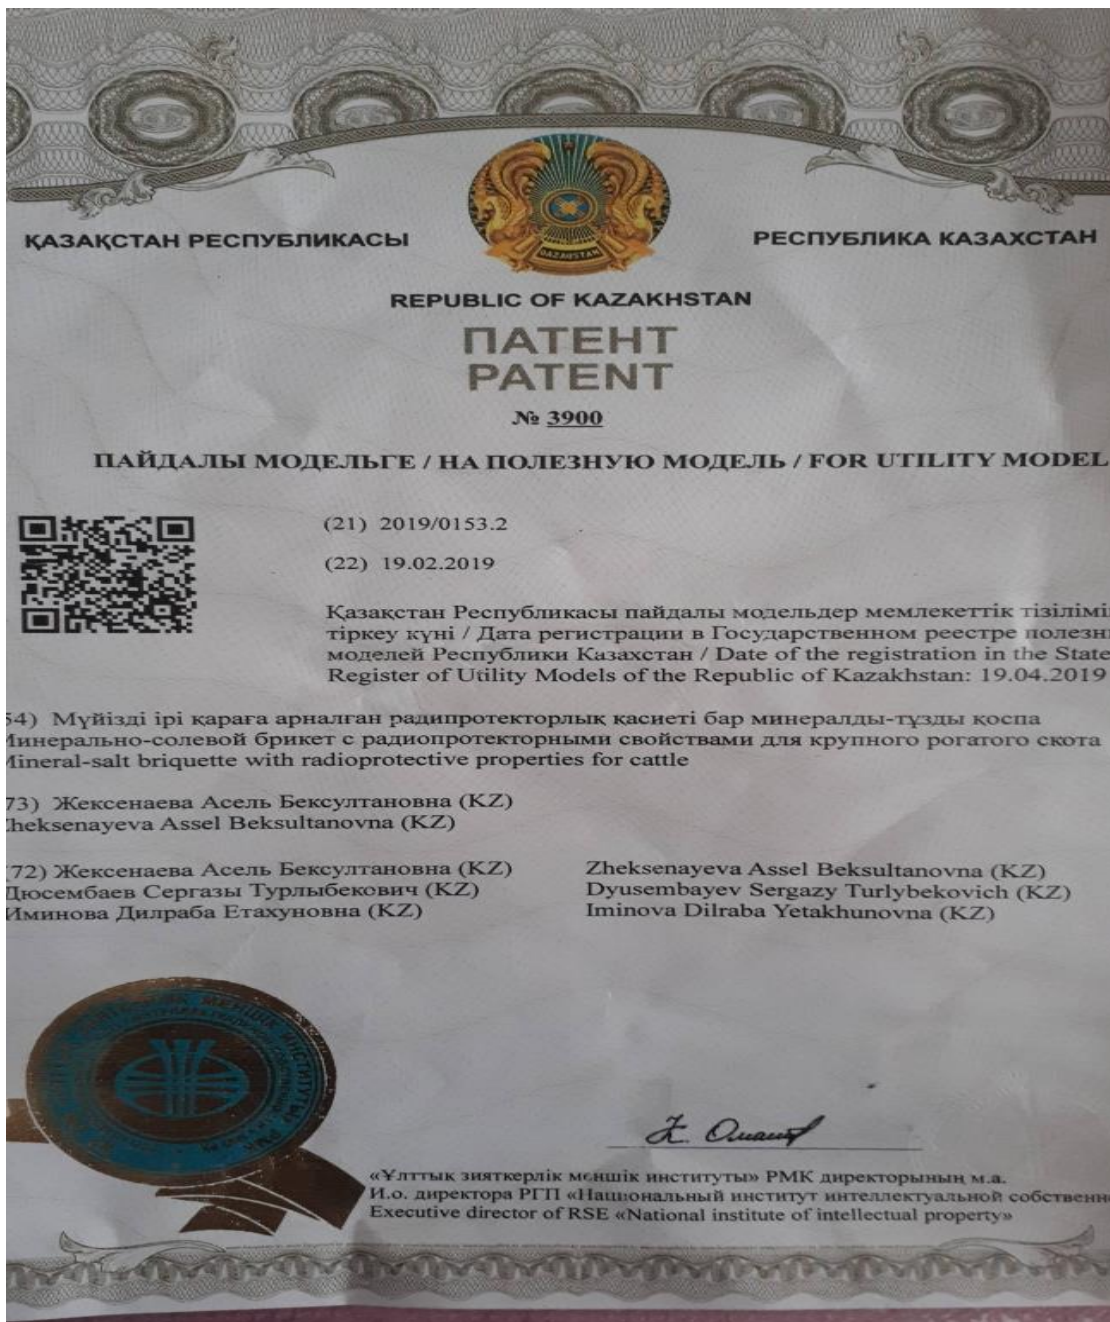 ҚАЗАҚСТАН РЕСПУБЛИКАСЫ
РЕСПУБЛИКА КАЗАХСТАН
QAZAQSTAN
REPUBLIC OF KAZAKHSTAN
ПАТЕНТ
PATENT
№ 3900
ПАЙДАЛЫ МОДЕЛЬГЕ / НА ПОЛЕЗНУЮ МОДЕЛЬ / FOR UTILITY MODEL
(21) 2019/0153.2
(22) 19.02.2019
Қазақстан Республикасы пайдалы модельдер мемлекеттік
тіркеу күні / Дата регистрации в Государственном реестре
моделей Республики Казахстан / Date of the registration in the State
Register of Utility Models of the Republic of Kazakhstan: 19.04.2019
54) Мүйізді ірі қараға арналған радипротекторлық қасиеті бар минералды-тұзды қоспа
Минерально-солевой брикет с радиопротекторными свойствами для крупного рогатого скота
Mineral-salt briquette with radioprotective properties for cattle
73) Жексенаева Асель Бексултановна (KZ)
Zheksenayeva Assel Beksultanovna (KZ)
(72) Жексенаева Асель Бексултановна (KZ)
Дюсембаев Сергазы Турлыбекович (KZ)
Иминова Дилраба Етахуновна (KZ)
Zheksenayeva Assel Beksultanovna (KZ)
Dyusembayev Sergazy Turlybekovich (KZ)
Iminova Dilraba Yetakhunovna (KZ)
«Ұлттық зияткерлік меншік институты» РМК директорының м.а.
И.о. директора РГП «Национальный институт интеллектуальной
Executive director of RSE «National institute of intellectual property»